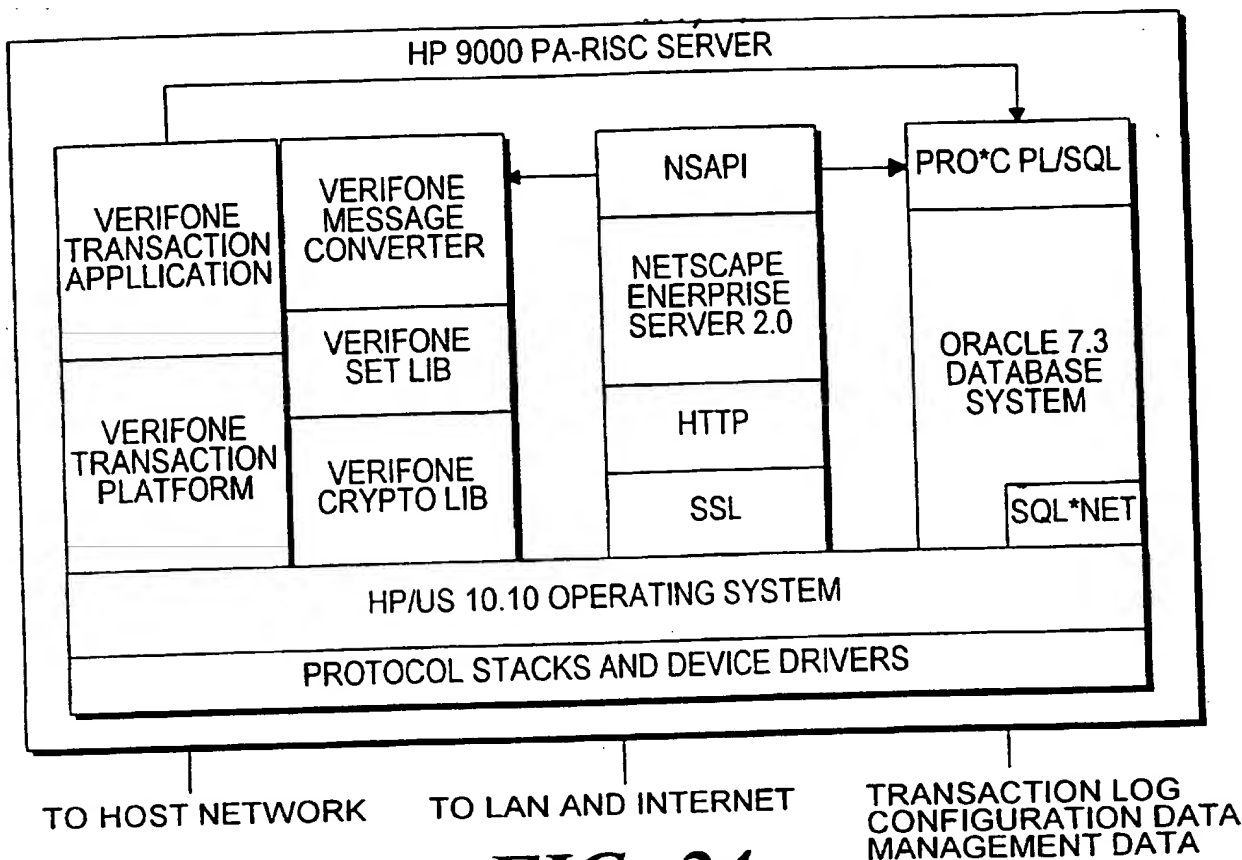 HP 9000 PA-RISC SERVER
VERIFONE
TRANSACTION
APPLLICATION
VERIFONE
TRANSACTION
PLATFORM
VERIFONE
MESSAGE
CONVERTER
VERIFONE
SET LIB
VERIFONE
CRYPTO LIB
NSAPI
NETSCAPE
ENERPRISE
SERVER 2.0
HTTP
SSL
PRO*C PL/SQL
ORACLE 7.3
DATABASE
SYSTEM
SQL*NET
HP/US 10.10 OPERATING SYSTEM
PROTOCOL STACKS AND DEVICE DRIVERS
TO HOST NETWORK
TO LAN AND INTERNET
TRANSACTION LOG
CONFIGURATION DATA
MANAGEMENT DATA